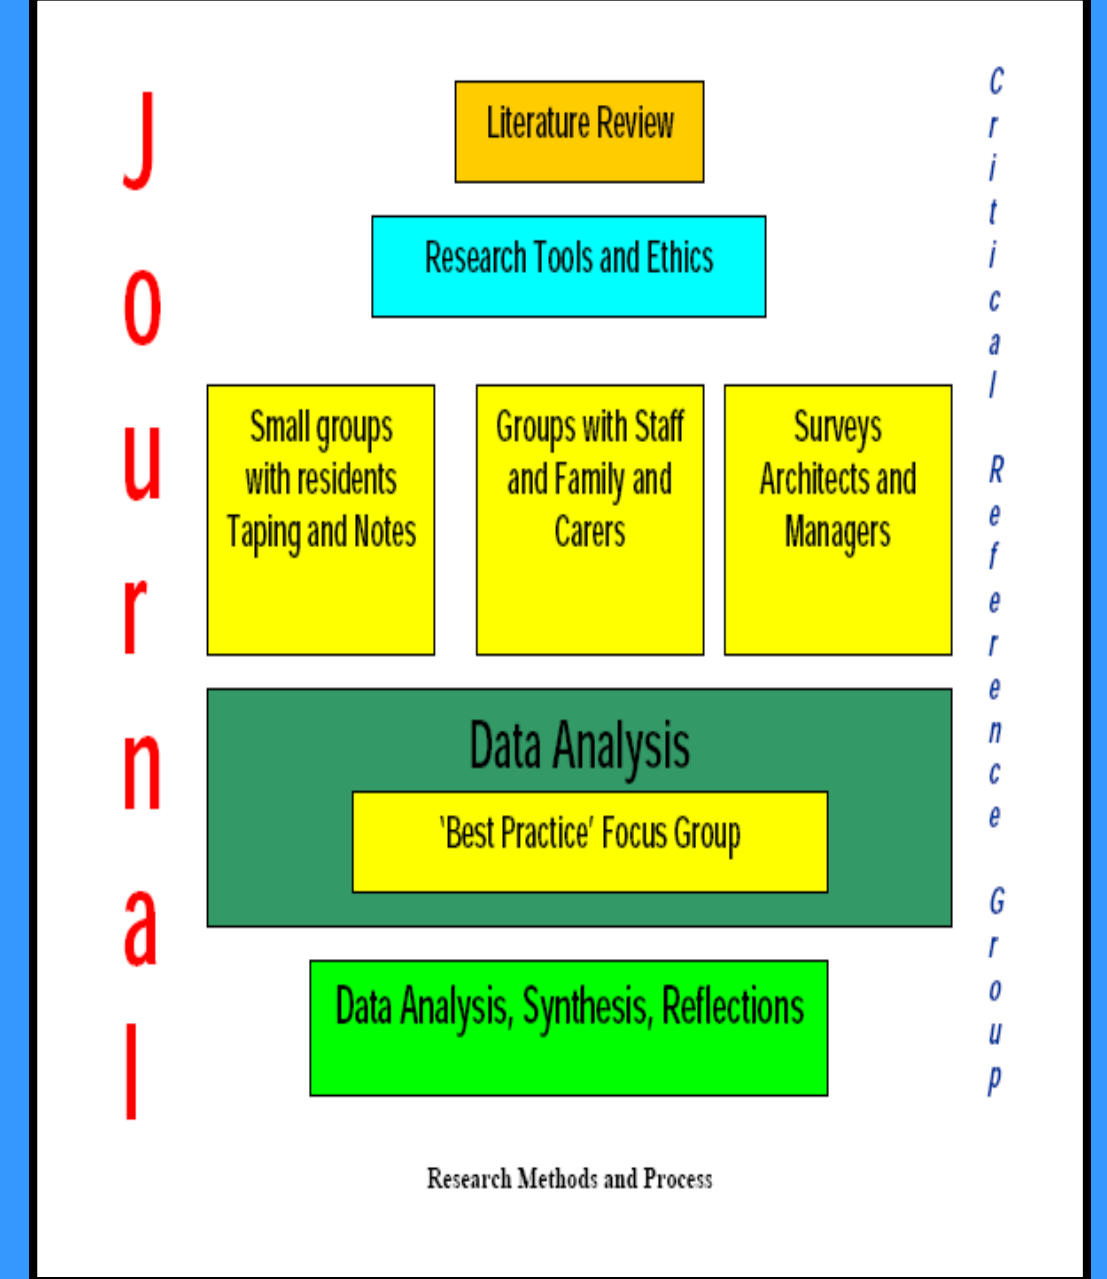 Journal
Critical Reference Group
Literature Review
Research Tools and Ethics
Small groups
with residents
Taping and Notes
Groups with Staff
and Family and
Carers
Surveys
Architects and
Managers
Data Analysis
‘Best Practice’ Focus Group
Data Analysis, Synthesis, Reflections
Research Methods and Process